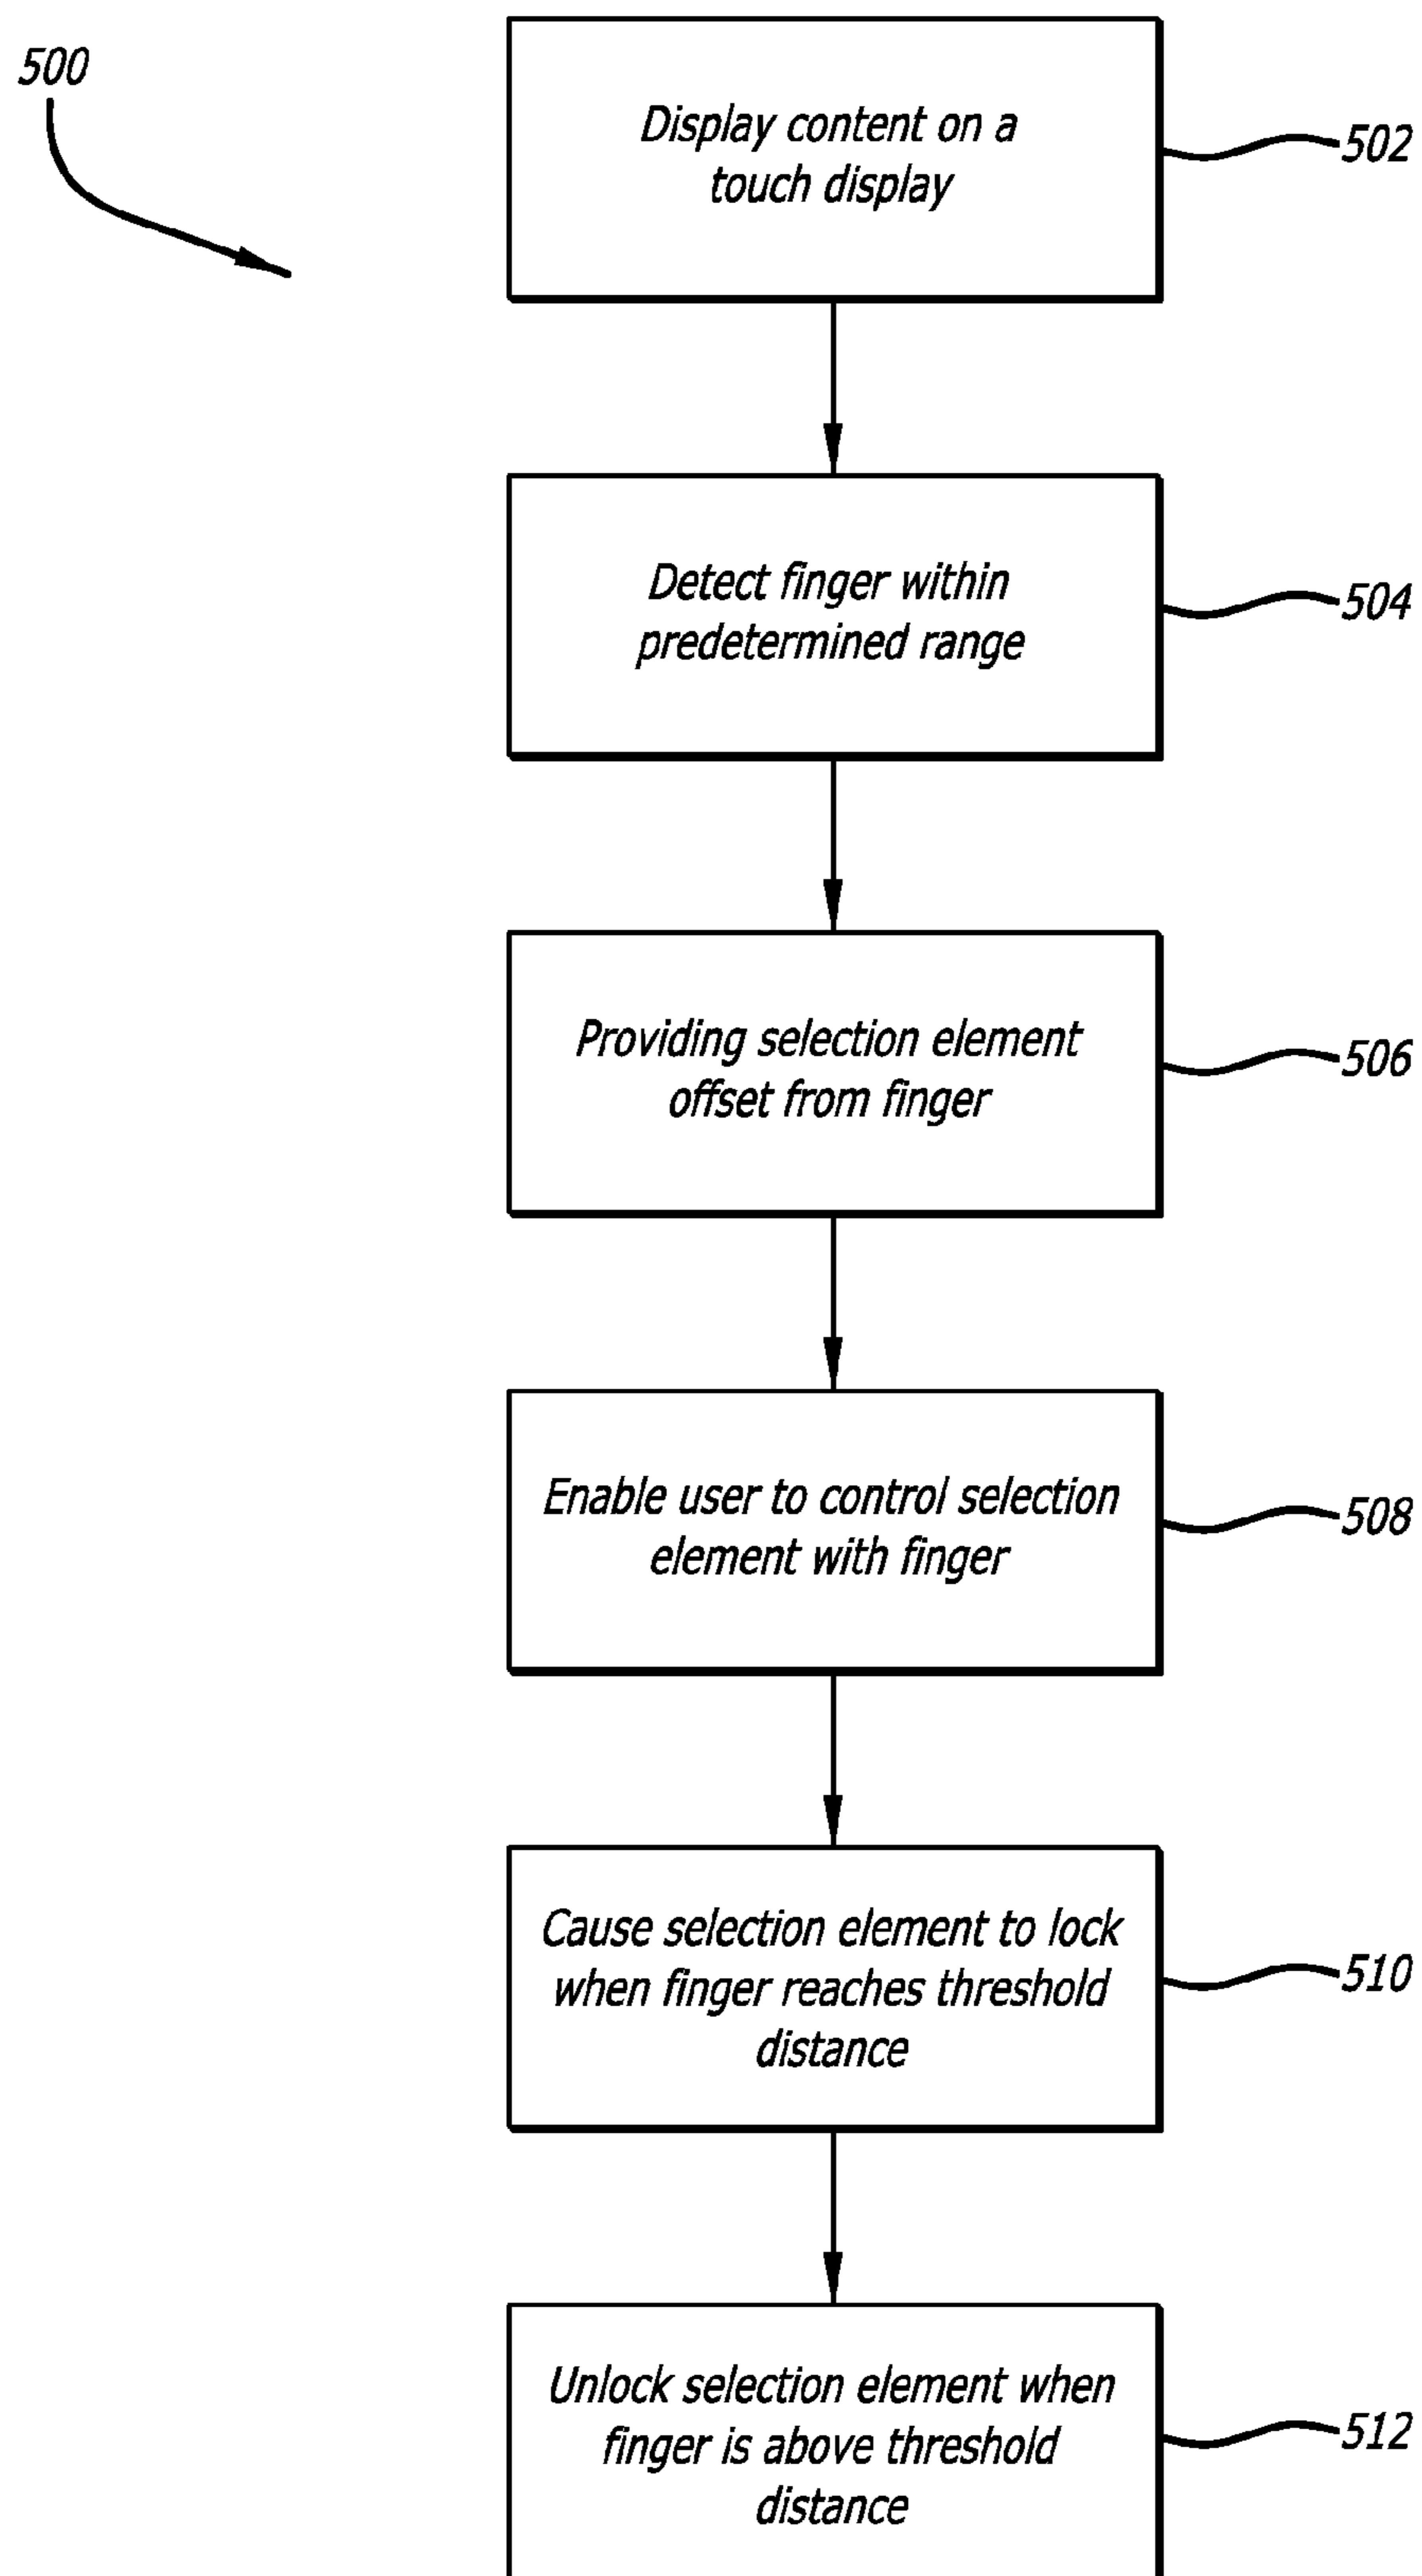 500
Display content on a
touch display
502
Detect finger within
predetermined range
504
Providing selection element
offset from finger
506
Enable user to control selection
element with finger
508
Cause selection element to lock
when finger reaches threshold
distance
510
Unlock selection element when
finger is above threshold
distance
512